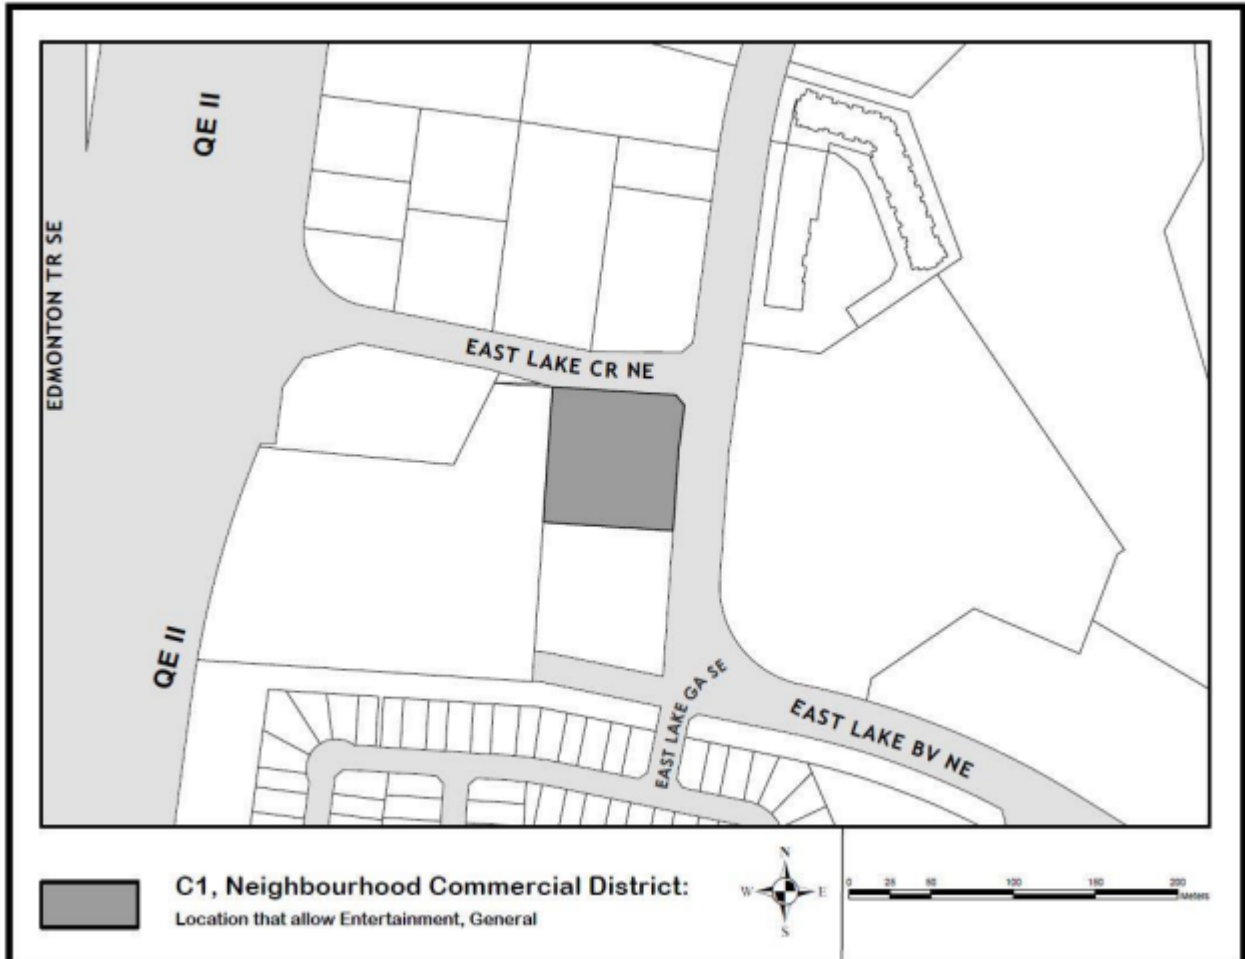 QE II
EDMONTON TR SE
EAST LAKE CR NE
QE II
EAST LAKE GA SE
EAST LAKE BV NE
C1, Neighbourhood Commercial District:
Location that allow Entertainment, General
N
W E
S
0 25 50 100 150 200
Meters